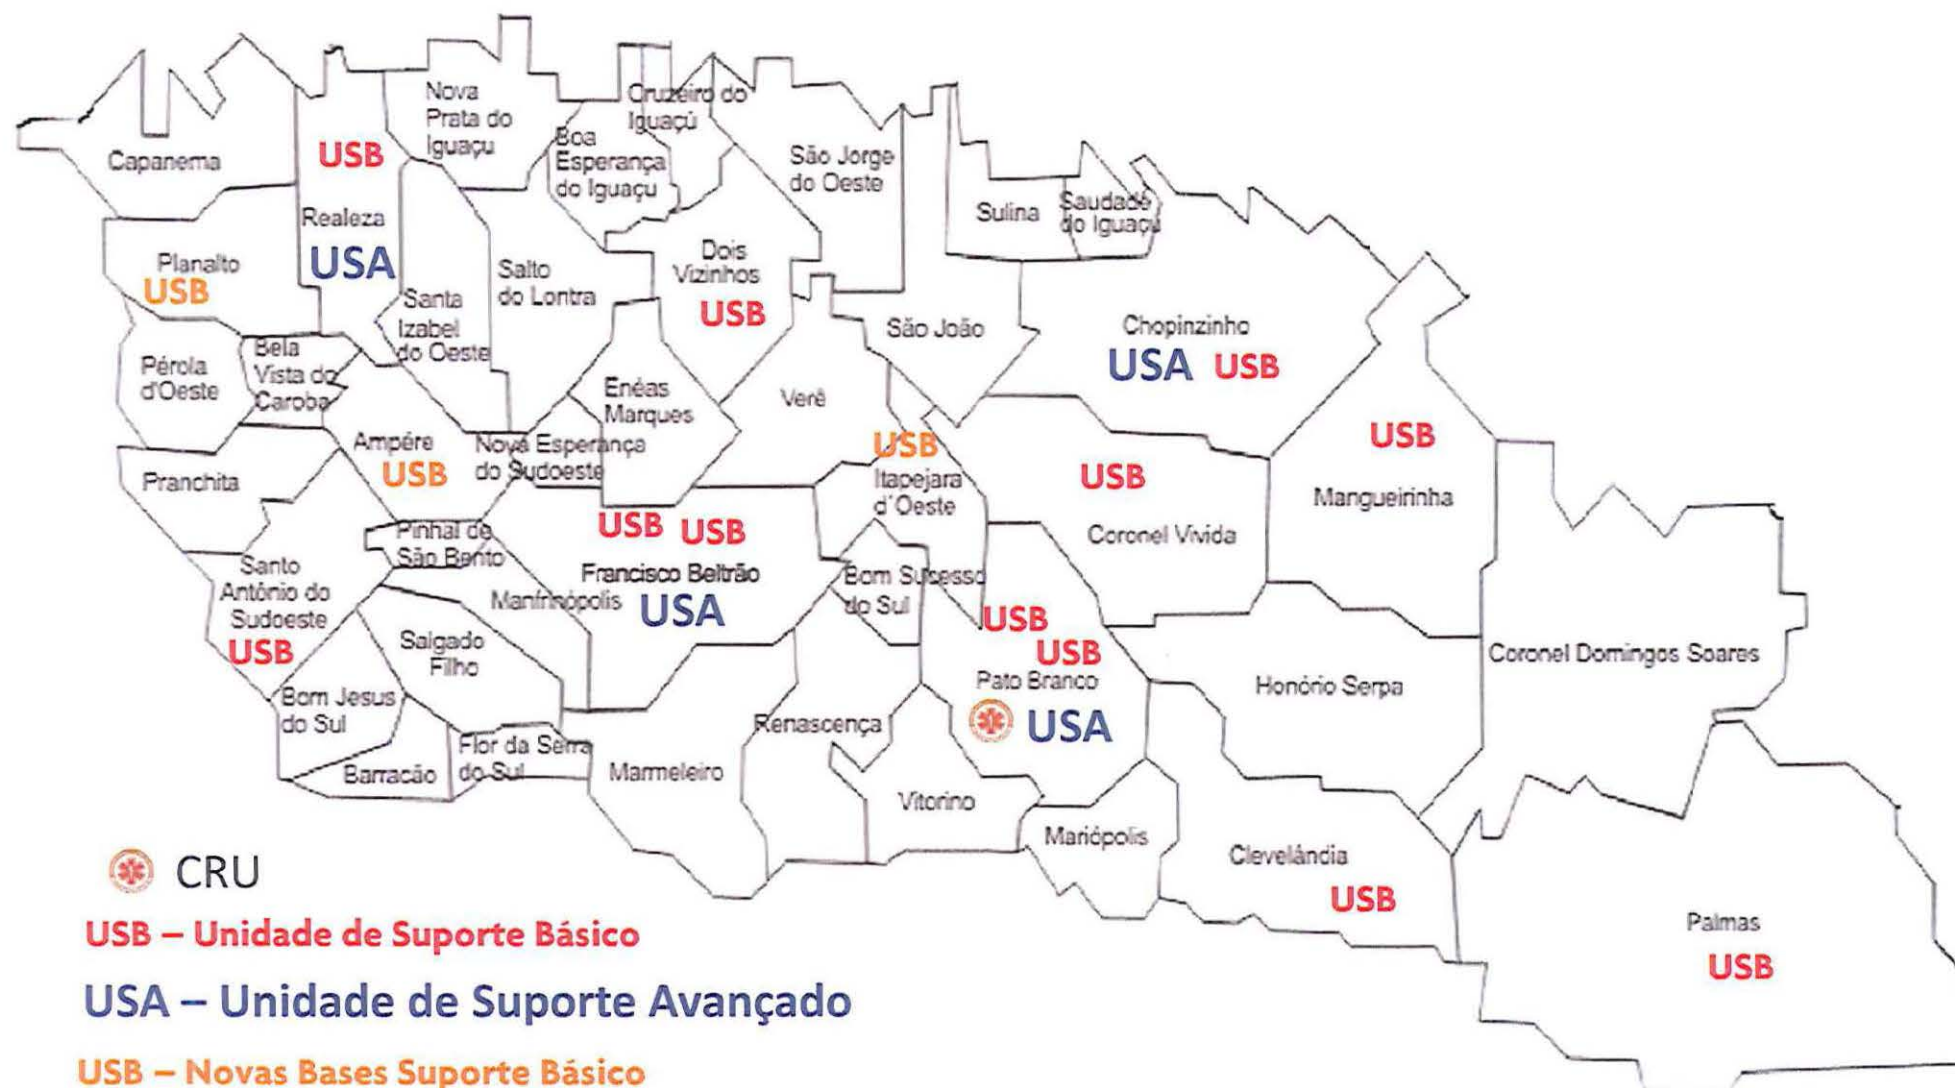 Capanema
USB
Realeza
USA
Nova
Prata do
Iguaçu
Boa
Esperança
do Iguaçu
Cruzeiro do
Iguaçú
São Jorge
do Oeste
Sulina
Saudade
do Iguaçu
Planalto
USB
Santa
Izabel
do Oeste
Salto
do Lontra
Dois
Vizinhos
USB
São João
Chopinzinho
USA USB
Pérola
d'Oeste
Bela
Vista do
Caroba
Enéas
Marques
Verê
USB
Mangueirinha
Ampére
USB
Nova Esperança
do Sudoeste
USB
Itapejara
d'Oeste
USB
Coronel Vivida
Pranchita
Pinhal de
São Bento
USB USB
Francisco Beltrão
USA
Manfrinópolis
Bom Sucesso
do Sul
Santo
Antônio do
Sudoeste
USB
Salgado
Filho
USB
USB
Pato Branco
USA
Honório Serpa
Coronel Domingos Soares
Bom Jesus
do Sul
Barracão
Flor da Serra
do Sul
Marmeleiro
Renascença
Vitorino
Mariópolis
Clevelândia
USB
Palmas
USB
CRU
USB – Unidade de Suporte Básico
USA – Unidade de Suporte Avançado
USB – Novas Bases Suporte Básico